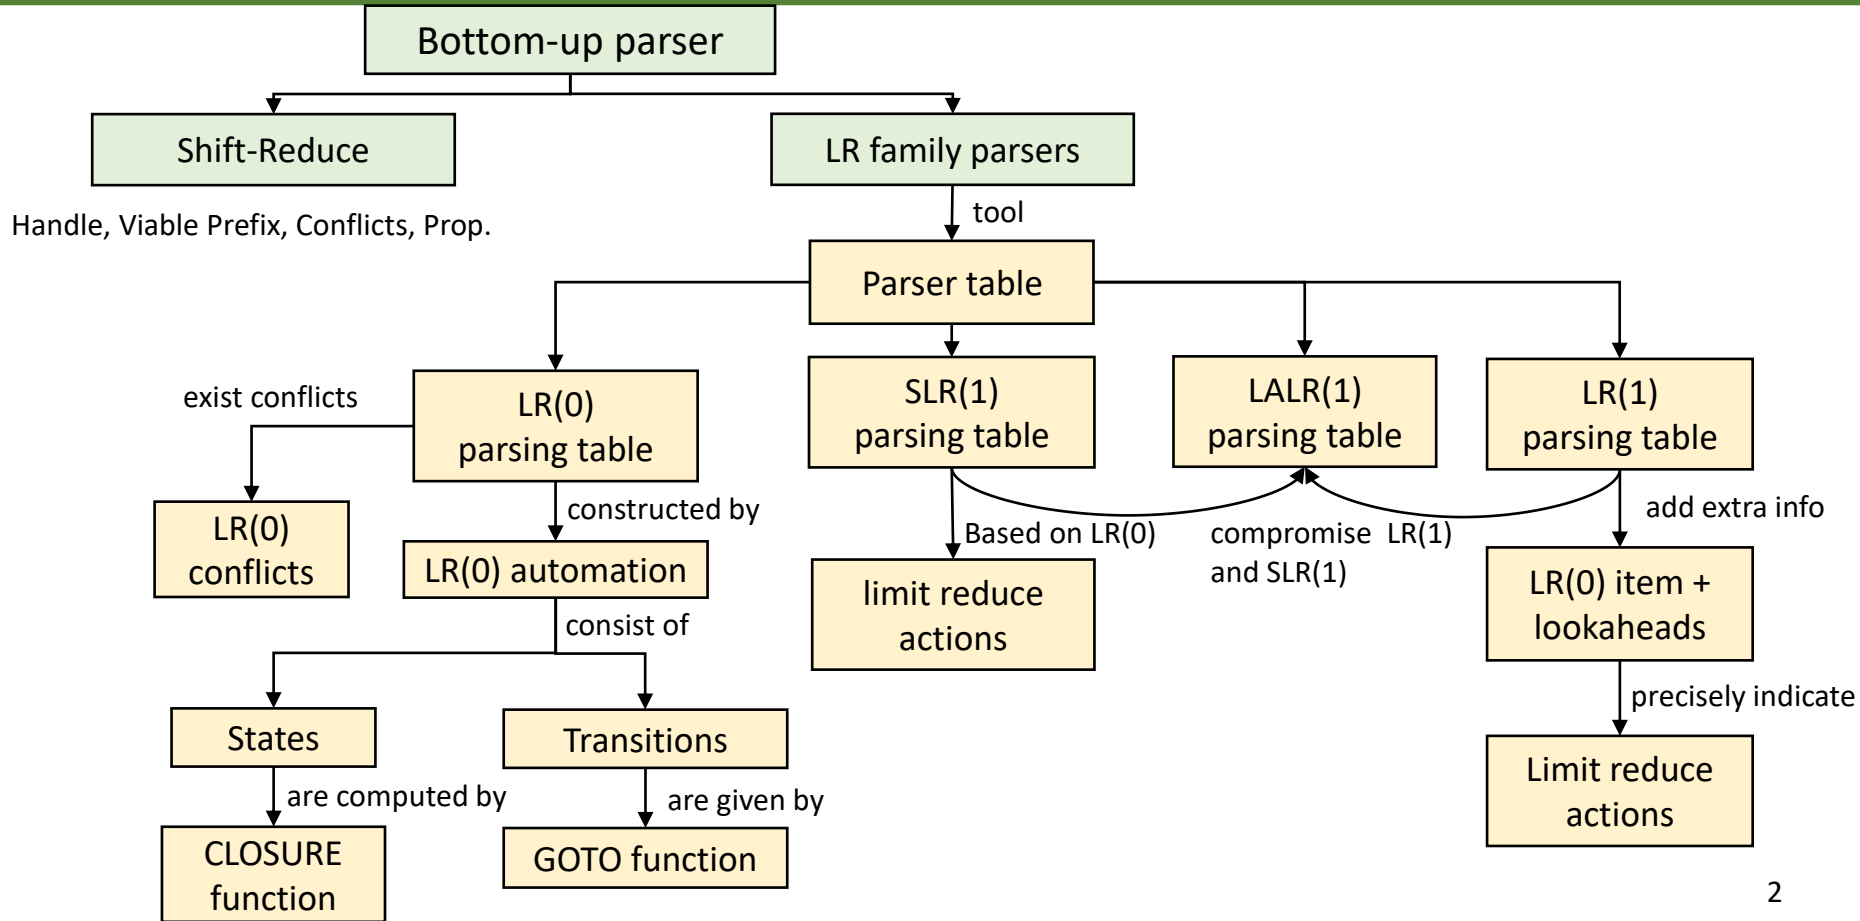 Bottom-up parser
Shift-Reduce
LR family parsers
Handle, Viable Prefix, Conflicts, Prop.
tool
Parser table
exist conflicts
LR(0)
parsing table
SLR(1)
parsing table
LALR(1)
parsing table
LR(1)
parsing table
LR(0)
conflicts
constructed by
LR(0) automation
consist of
Based on LR(0)
compromise LR(1)
and SLR(1)
add extra info
limit reduce
actions
LR(0) item +
lookaheads
precisely indicate
States
Transitions
Limit reduce
actions
are computed by
are given by
CLOSURE
function
GOTO function
2